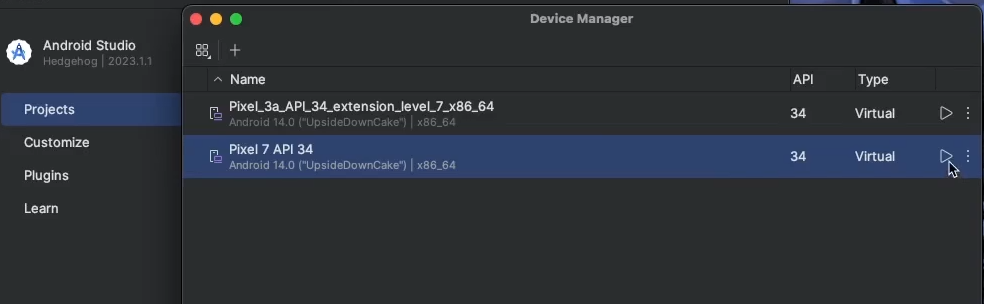 Device Manager
Android Studio
Hedgehog | 2023.1.1
Projects
Customize
Plugins
Learn
Name API Type
Pixel_3a_API_34_extension_level_7_x86_64 34 Virtual
Android 14.0 ("UpsideDownCake") | x86_64
Pixel 7 API 34 34 Virtual
Android 14.0 ("UpsideDownCake") | x86_64